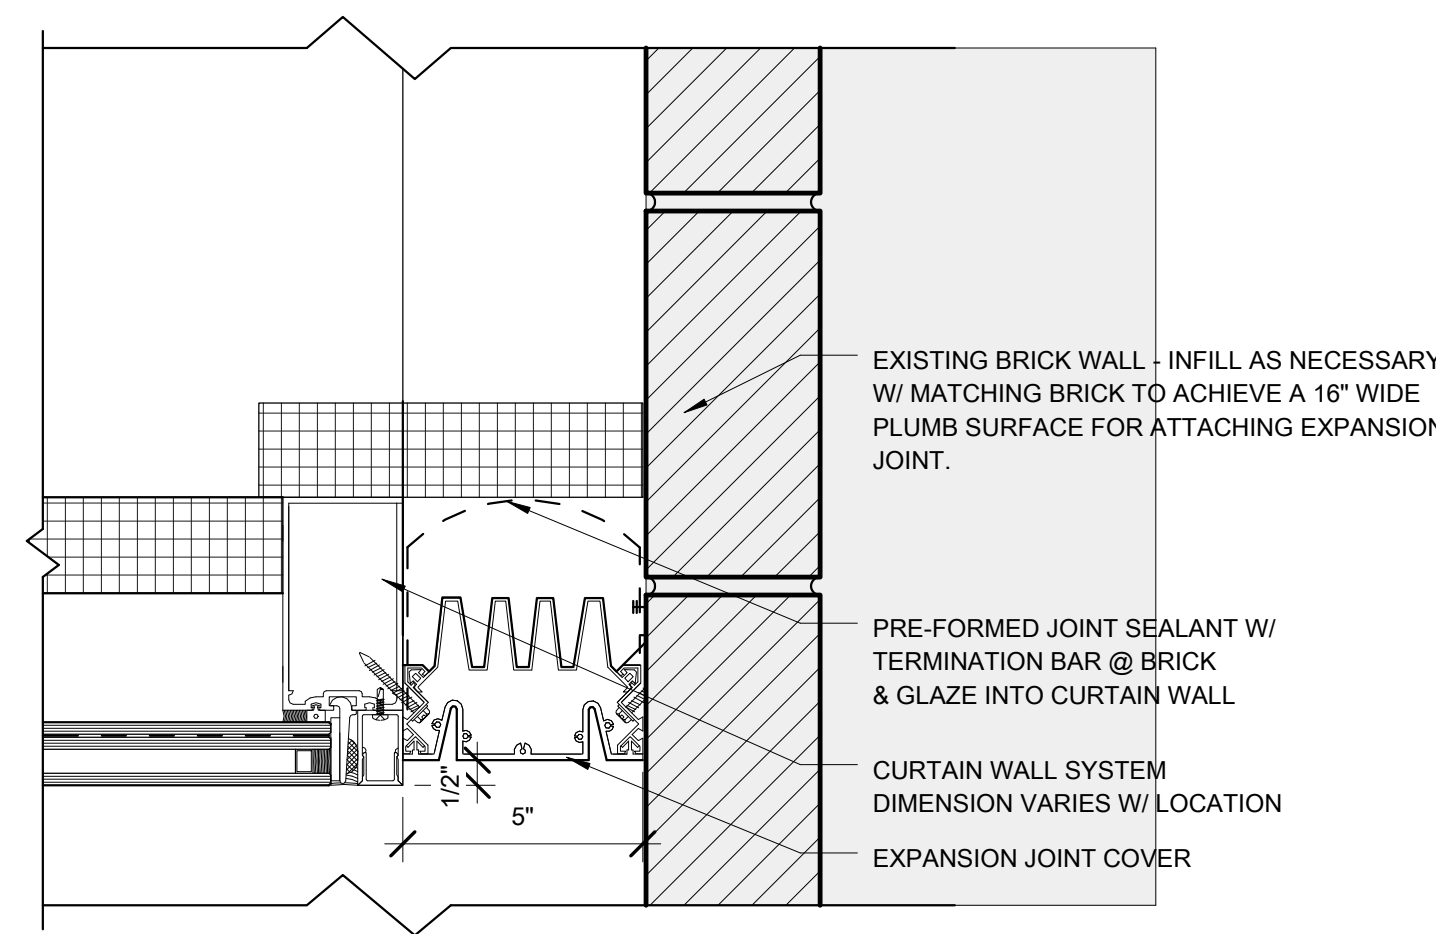 EXISTING BRICK WALL - INFILL AS NECESSARY
W/ MATCHING BRICK TO ACHIEVE A 16" WIDE
PLUMB SURFACE FOR ATTACHING EXPANSION
JOINT.
PRE-FORMED JOINT SEALANT W/
TERMINATION BAR @ BRICK
& GLAZE INTO CURTAIN WALL
CURTAIN WALL SYSTEM
DIMENSION VARIES W/ LOCATION
1/2"
5"
EXPANSION JOINT COVER